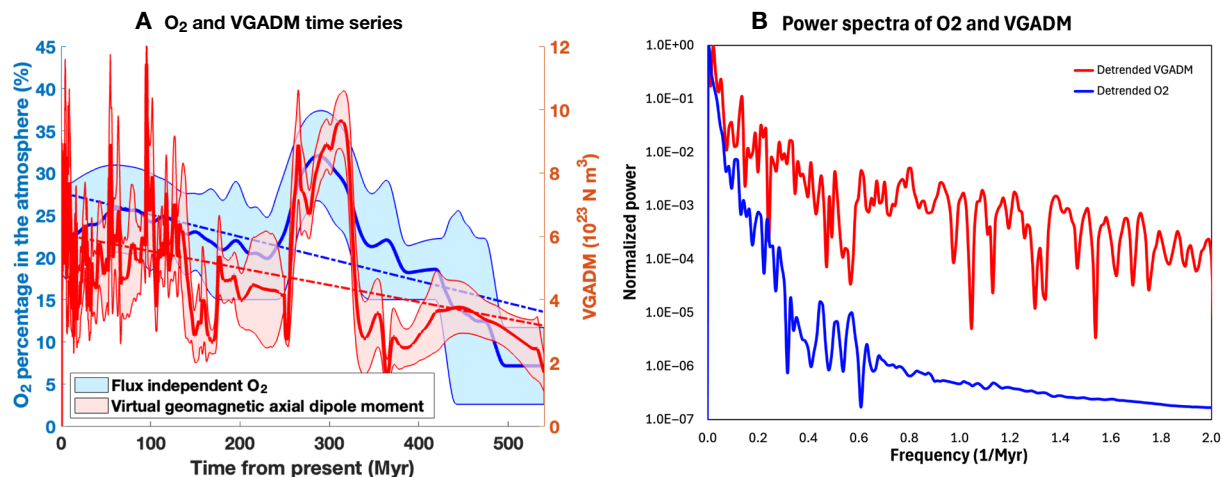 A O₂ and VGADM time series
O₂ percentage in the atmosphere (%)
45
40
35
30
25
20
15
10
5
0
12
10
8
6
4
2
0
VGADM (10²³ N m³)
Flux independent O₂
Virtual geomagnetic axial dipole moment
0 100 200 300 400 500
Time from present (Myr)
B Power spectra of O2 and VGADM
Normalized power
1.0E+00
1.0E-01
1.0E-02
1.0E-03
1.0E-04
1.0E-05
1.0E-06
1.0E-07
Detrended VGADM
Detrended O2
0.0 0.2 0.4 0.6 0.8 1.0 1.2 1.4 1.6 1.8 2.0
Frequency (1/Myr)